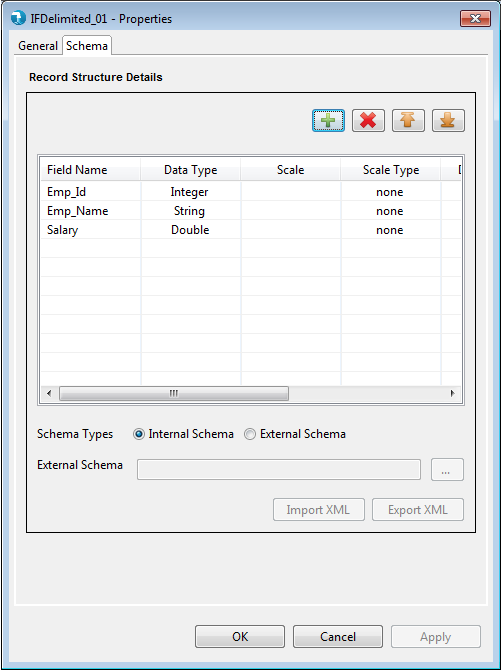 IFDelimited_01 - Properties
General Schema
Record Structure Details
Field Name Data Type Scale Scale Type D
Emp_Id Integer none
Emp_Name String none
Salary Double none
Schema Types Internal Schema External Schema
External Schema ...
Import XML Export XML
OK Cancel Apply